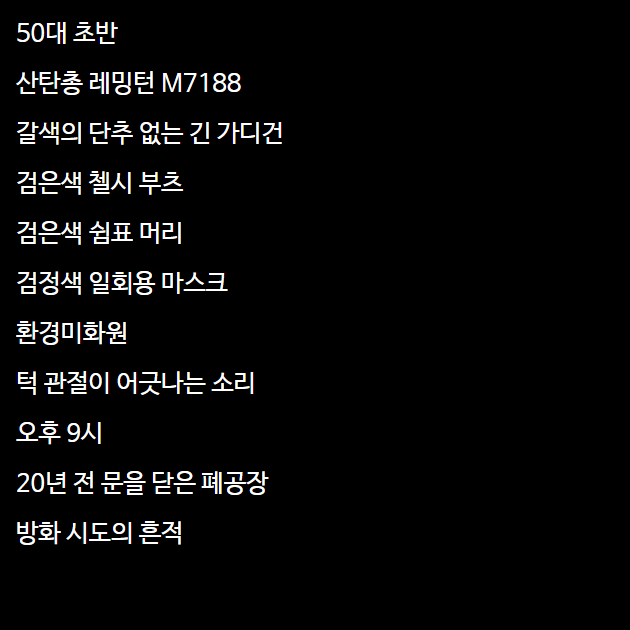 50대 초반
산탄총 레밍턴 M7188
갈색의 단추 없는 긴 가디건
검은색 첼시 부츠
검은색 쉼표 머리
검정색 일회용 마스크
환경미화원
턱 관절이 어긋나는 소리
오후 9시
20년 전 문을 닫은 폐공장
방화 시도의 흔적